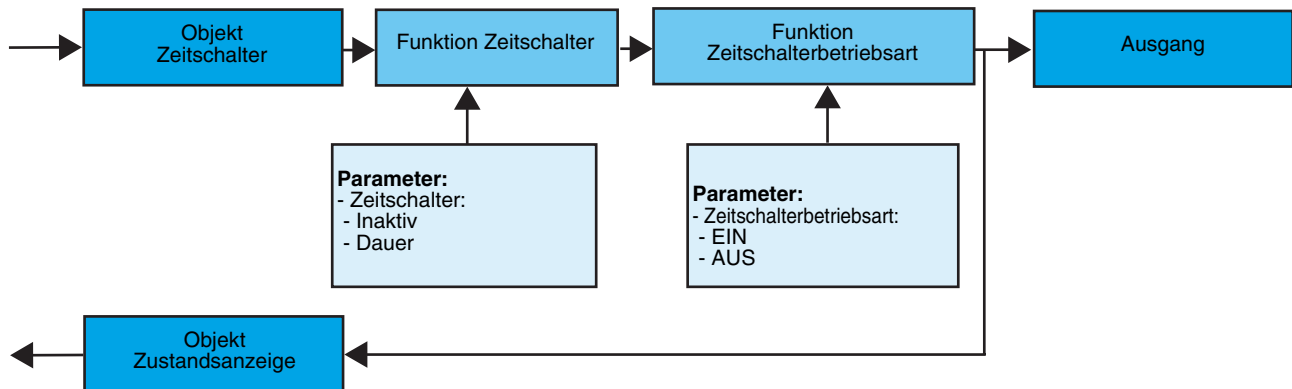 Objekt
Zeitschalter
Funktion Zeitschalter
Funktion
Zeitschalterbetriebsart
Ausgang
Parameter:
- Zeitschalter:
- Inaktiv
- Dauer
Parameter:
- Zeitschalterbetriebsart:
- EIN
- AUS
Objekt
Zustandsanzeige